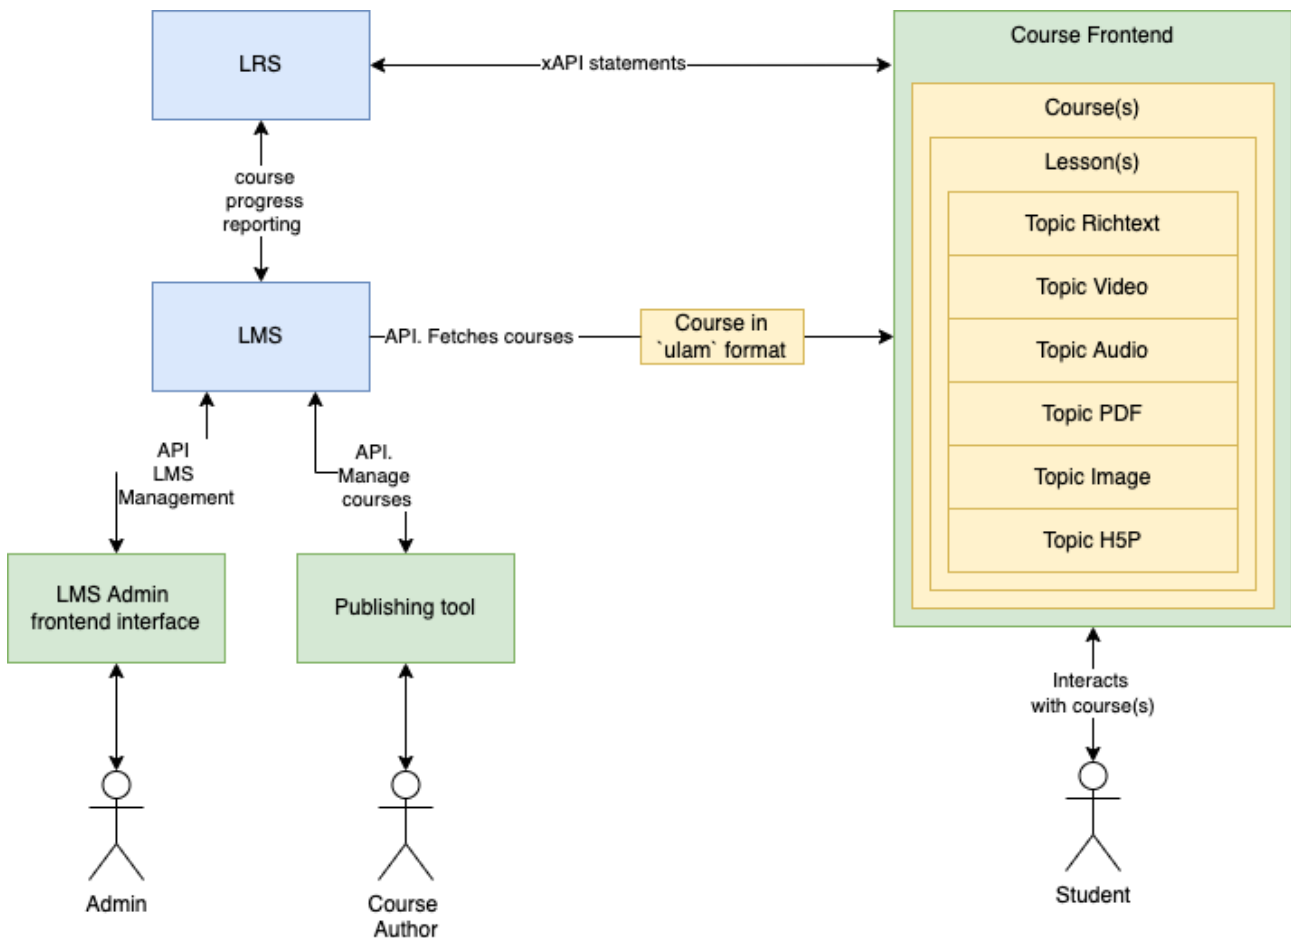 LRS
xAPI statements
Course Frontend
Course(s)
Lesson(s)
Topic Richtext
Topic Video
Topic Audio
Topic PDF
Topic Image
Topic H5P
course
progress
reporting
LMS
API. Fetches courses
Course in
`ulam` format
API
LMS
Management
API.
Manage
courses
LMS Admin
frontend interface
Publishing tool
Interacts
with course(s)
Admin
Course
Author
Student